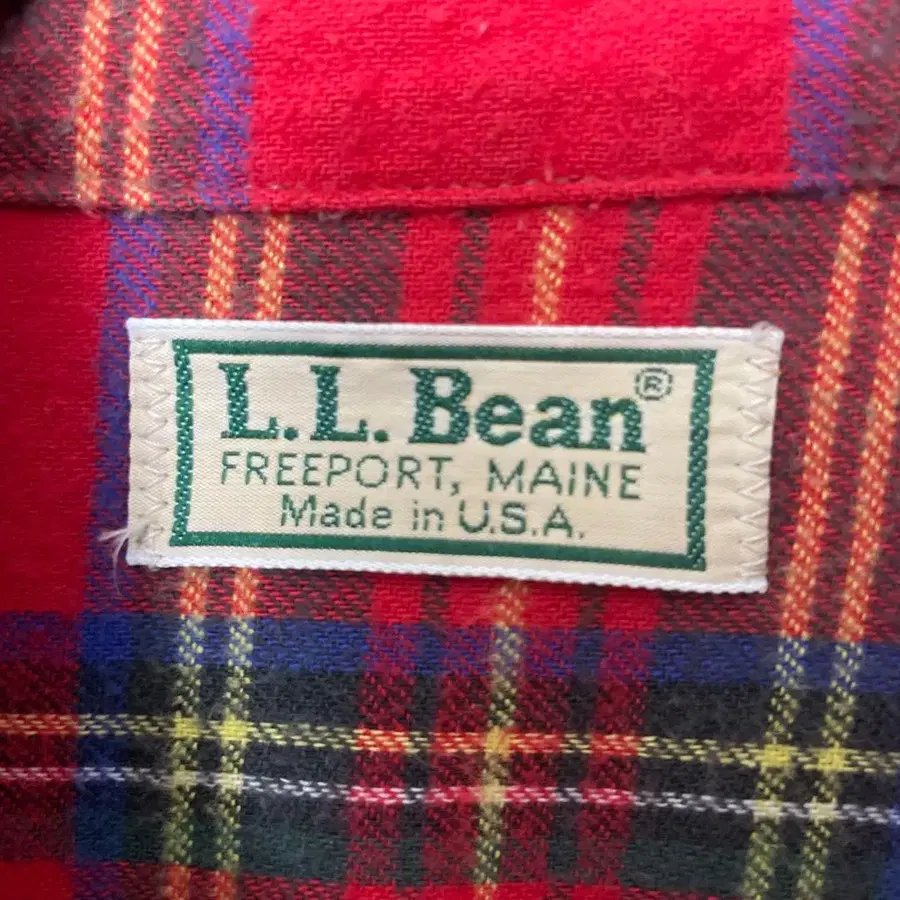 L.L. Bean®
FREEPORT, MAINE
Made in U.S.A.